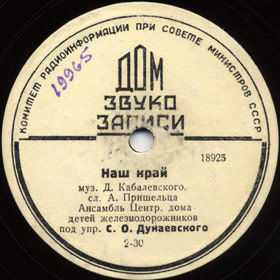 КОМИТЕТ РАДИОИНФОРМАЦИИ ПРИ СОВЕТЕ МИНИСТРОВ СССР
19965
ДОМ
ЗВУКО
ЗАПИСИ
18925
Наш край
муз. Д. Кабалевского.
сл. А. Пришельца
Ансамбль Центр. дома
детей железнодорожников
под упр. С. О. Дунаевского
2-30